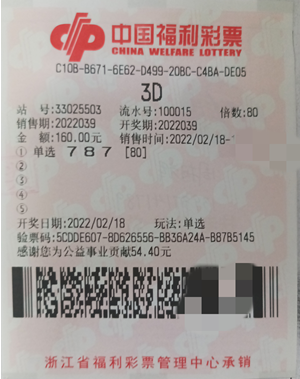 中国福利彩票
CHINA WELFARE LOTTERY
C10B-B671-6E62-D499-20BC-C4BA-DE05
3D
站 号:33025503 流水号:100015 倍数:80
销售期:2022039 开奖期:2022039
金 额:160.00元 销售时间:2022/02/18-
① 单选 7 8 7 [80]
②
③
④
⑤
开奖日期:2022/02/18 玩法:单选
验票码:5CDDE607-8D626556-BB36A24A-B87B5145
感谢您为公益事业贡献54.40元
浙江省福利彩票管理中心承销